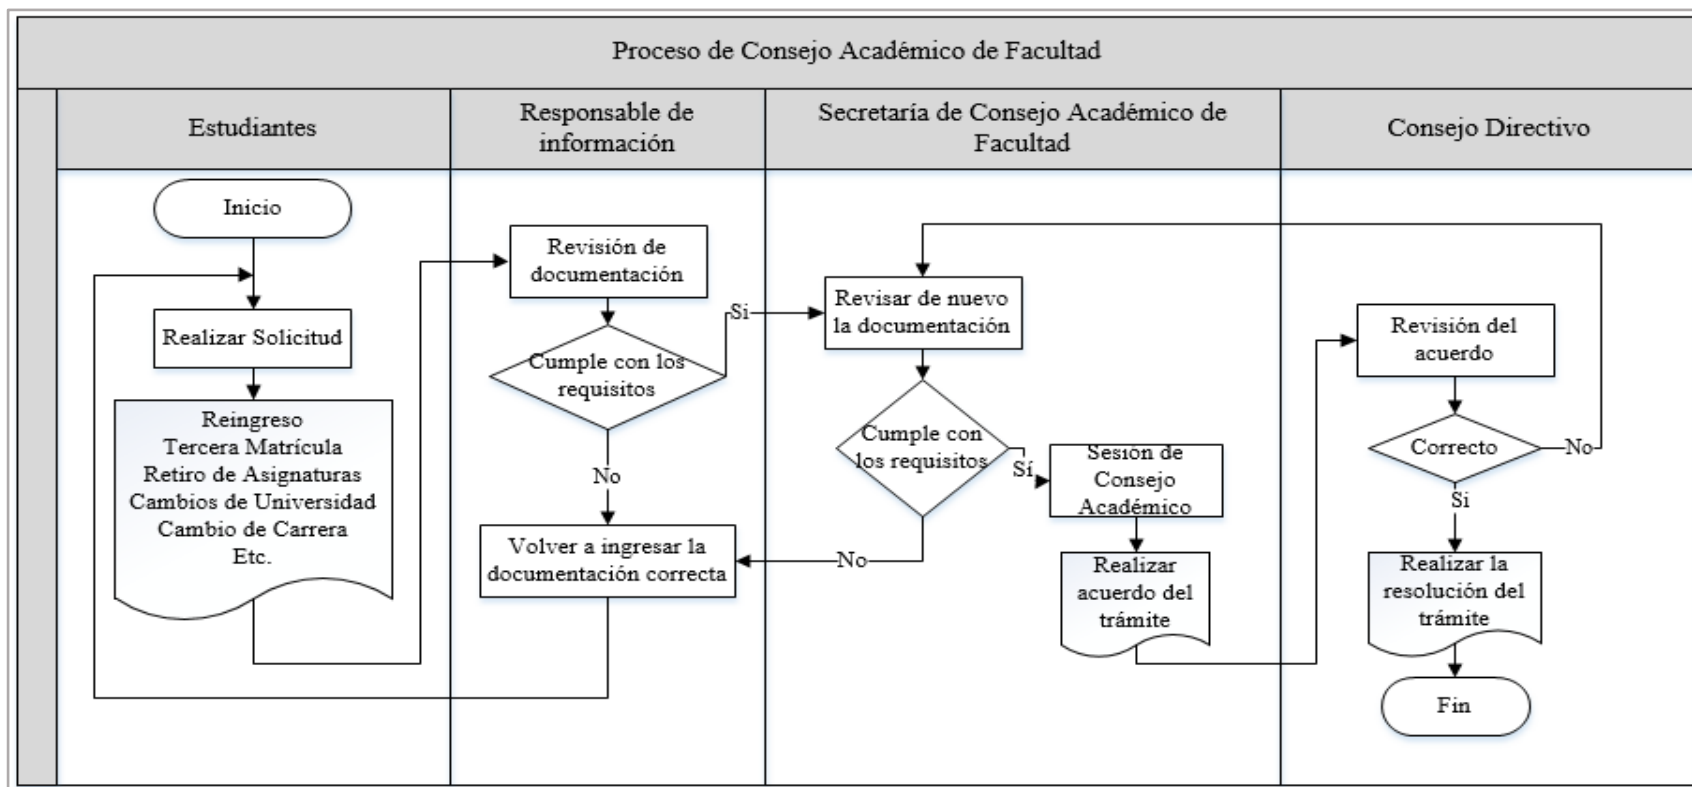 Proceso de Consejo Académico de Facultad
Estudiantes
Responsable de
información
Secretaría de Consejo Académico de
Facultad
Consejo Directivo
Inicio
Realizar Solicitud
Reingreso
Tercera Matrícula
Retiro de Asignaturas
Cambios de Universidad
Cambio de Carrera
Etc.
Revisión de
documentación
Cumple con los
requisitos
Si
No
Volver a ingresar la
documentación correcta
Revisar de nuevo
la documentación
Cumple con
los requisitos
Sí
No
Sesión de
Consejo
Académico
Realizar
acuerdo del
trámite
Revisión del
acuerdo
Correcto
No
Si
Realizar la
resolución del
trámite
Fin